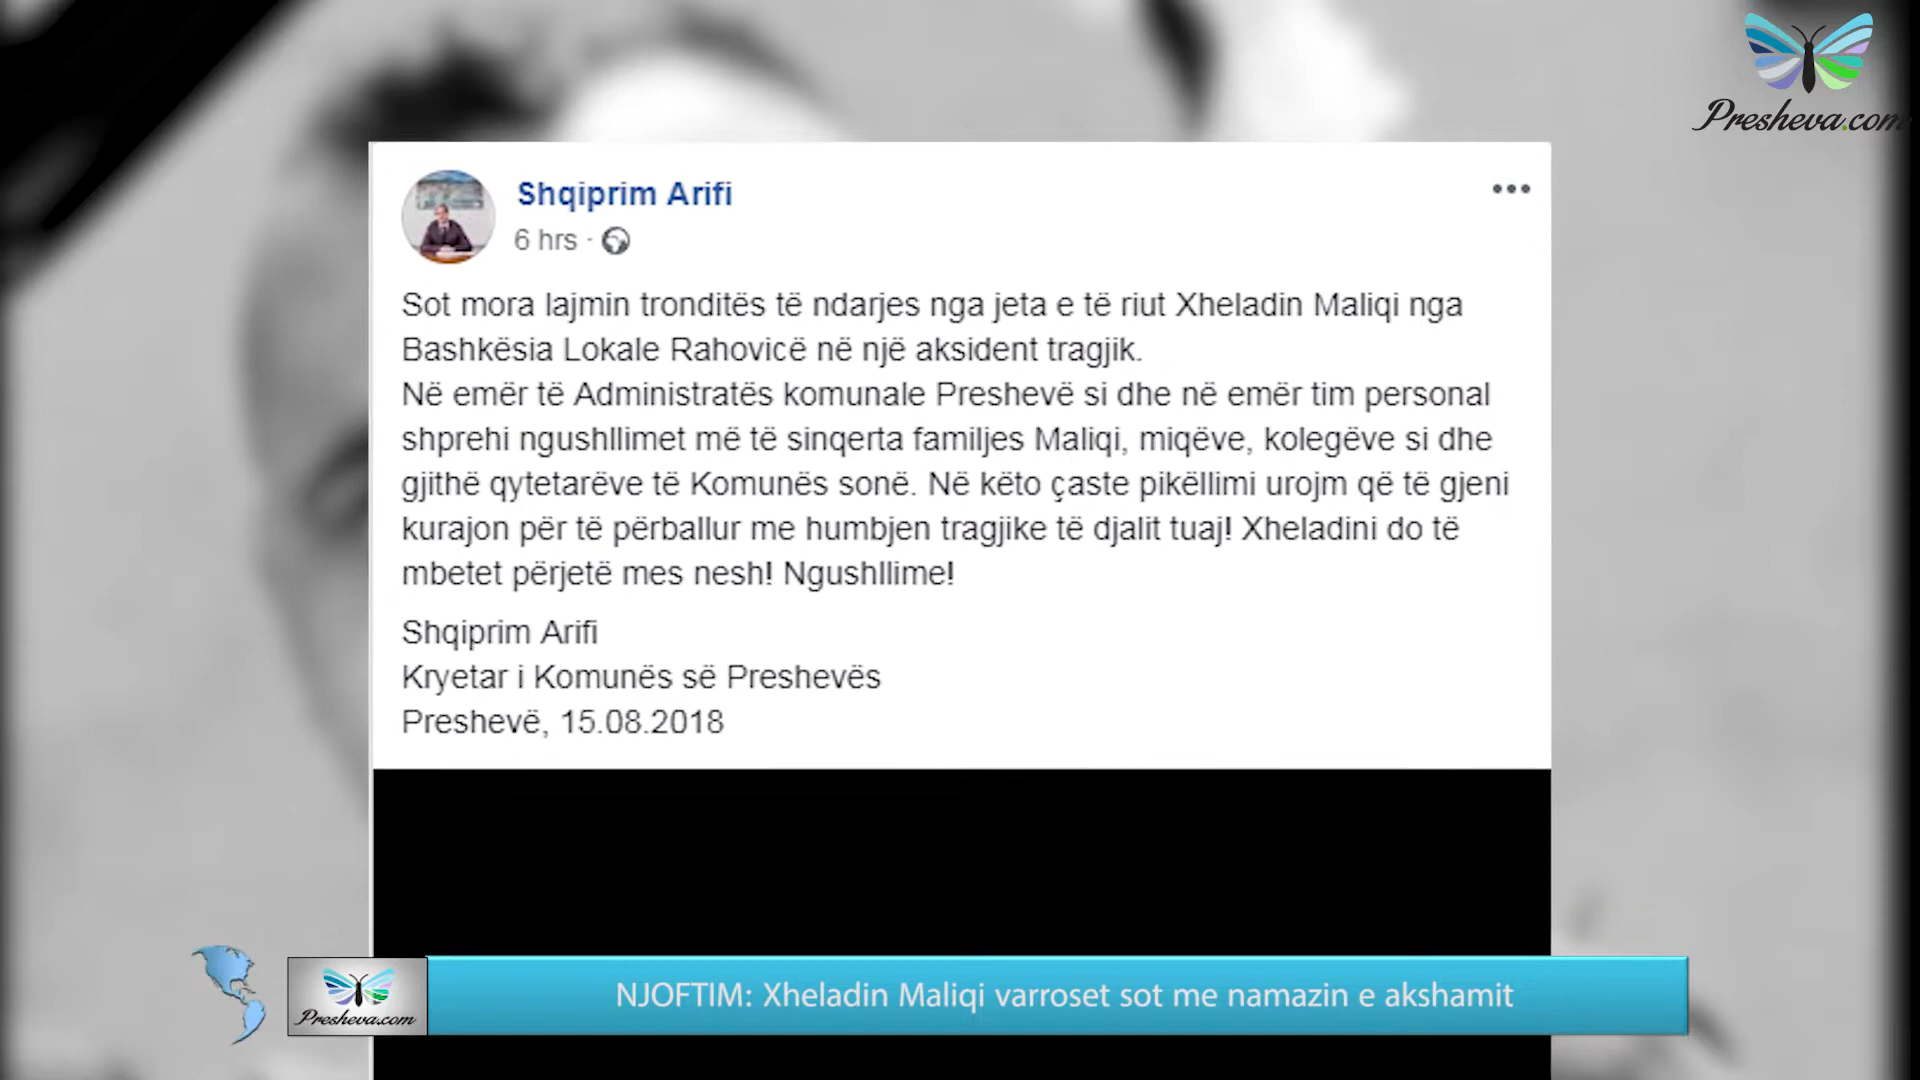 Presheva.com
Shqiprim Arifi
6 hrs ·
Sot mora lajmin tronditës të ndarjes nga jeta e të riut Xheladin Maliqi nga
Bashkësia Lokale Rahovicë në një aksident tragjik.
Në emër të Administratës komunale Preshevë si dhe në emër tim personal
shprehi ngushllimet më të sinqerta familjes Maliqi, miqëve, kolegëve si dhe
gjithë qytetarëve të Komunës sonë. Në këto çaste pikëllimi urojm që të gjeni
kurajon për të përballur me humbjen tragjike të djalit tuaj! Xheladini do të
mbetet përjetë mes nesh! Ngushllime!
Shqiprim Arifi
Kryetar i Komunës së Preshevës
Preshevë, 15.08.2018
Presheva.com
NJOFTIM: Xheladin Maliqi varroset sot me namazin e akshamit